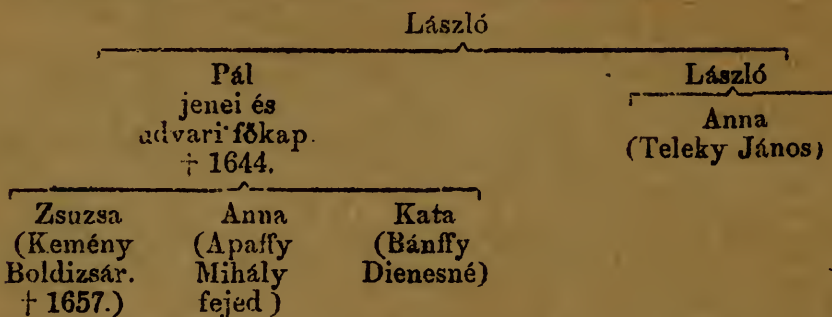 László
Pál László
jenei és Anna
udvari főkap. (Teleky János)
† 1644.
Zsuzsa Anna Kata
(Kemény (Apaffy (Bánffy
Boldizsár. Mihály Dienesné)
† 1657.) fejed )